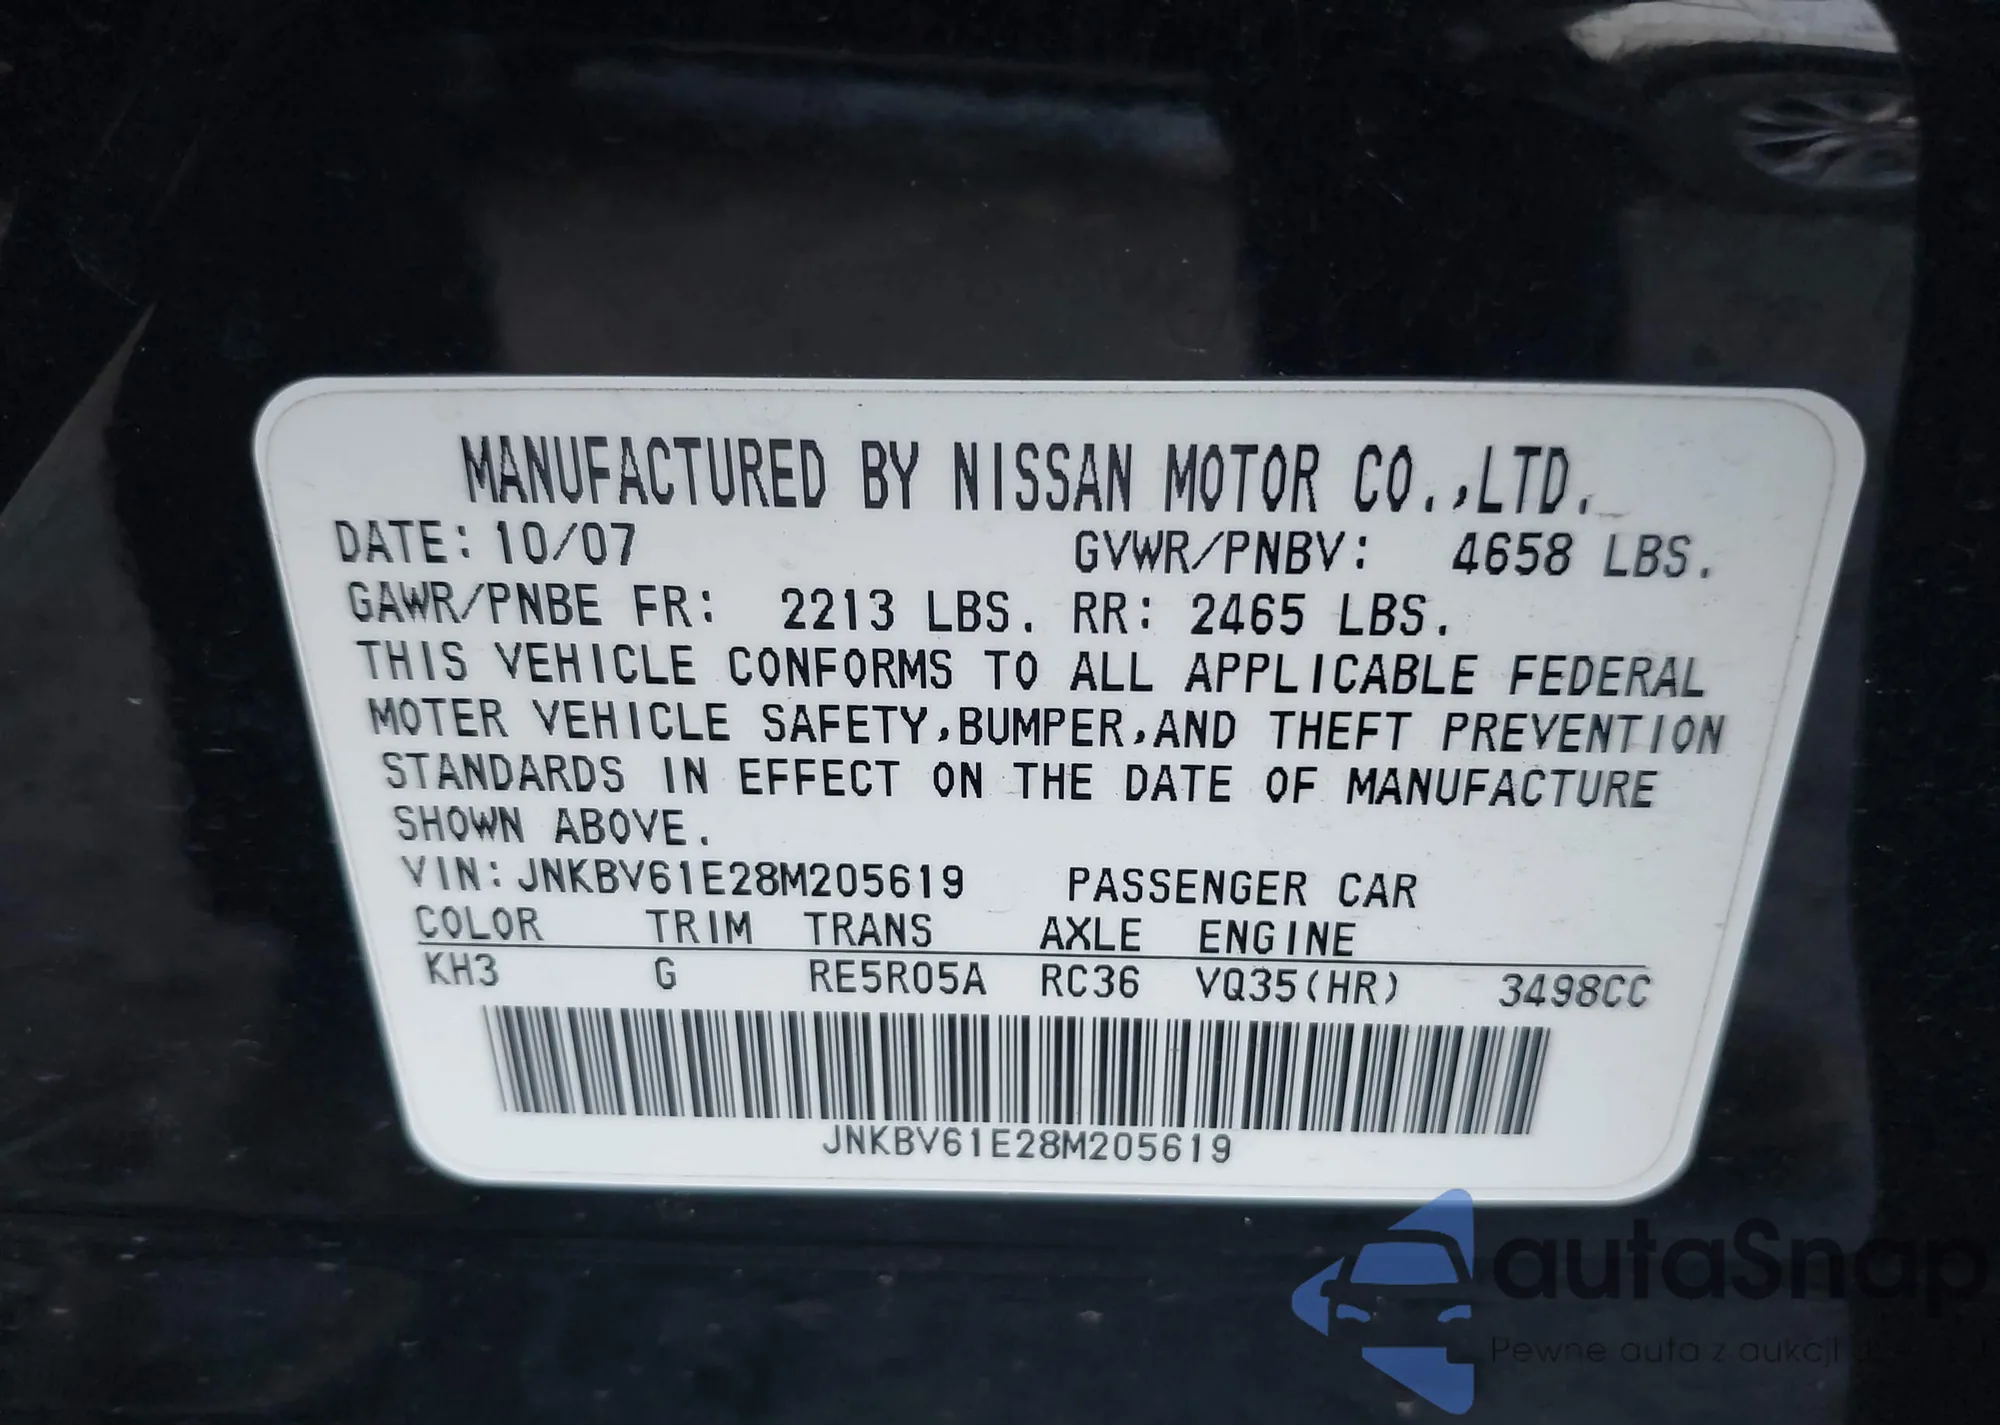 MANUFACTURED BY NISSAN MOTOR CO.,LTD.
DATE: 10/07 GVWR/PNBV: 4658 LBS.
GAWR/PNBE FR: 2213 LBS. RR: 2465 LBS.
THIS VEHICLE CONFORMS TO ALL APPLICABLE FEDERAL
MOTER VEHICLE SAFETY,BUMPER,AND THEFT PREVENTION
STANDARDS IN EFFECT ON THE DATE OF MANUFACTURE
SHOWN ABOVE.
VIN: JNKBV61E28M205619 PASSENGER CAR
COLOR TRIM TRANS AXLE ENGINE
KH3 G RE5R05A RC36 VQ35(HR) 3498CC
JNKBV61E28M205619
autaSnap
Pewne auta z aukcji